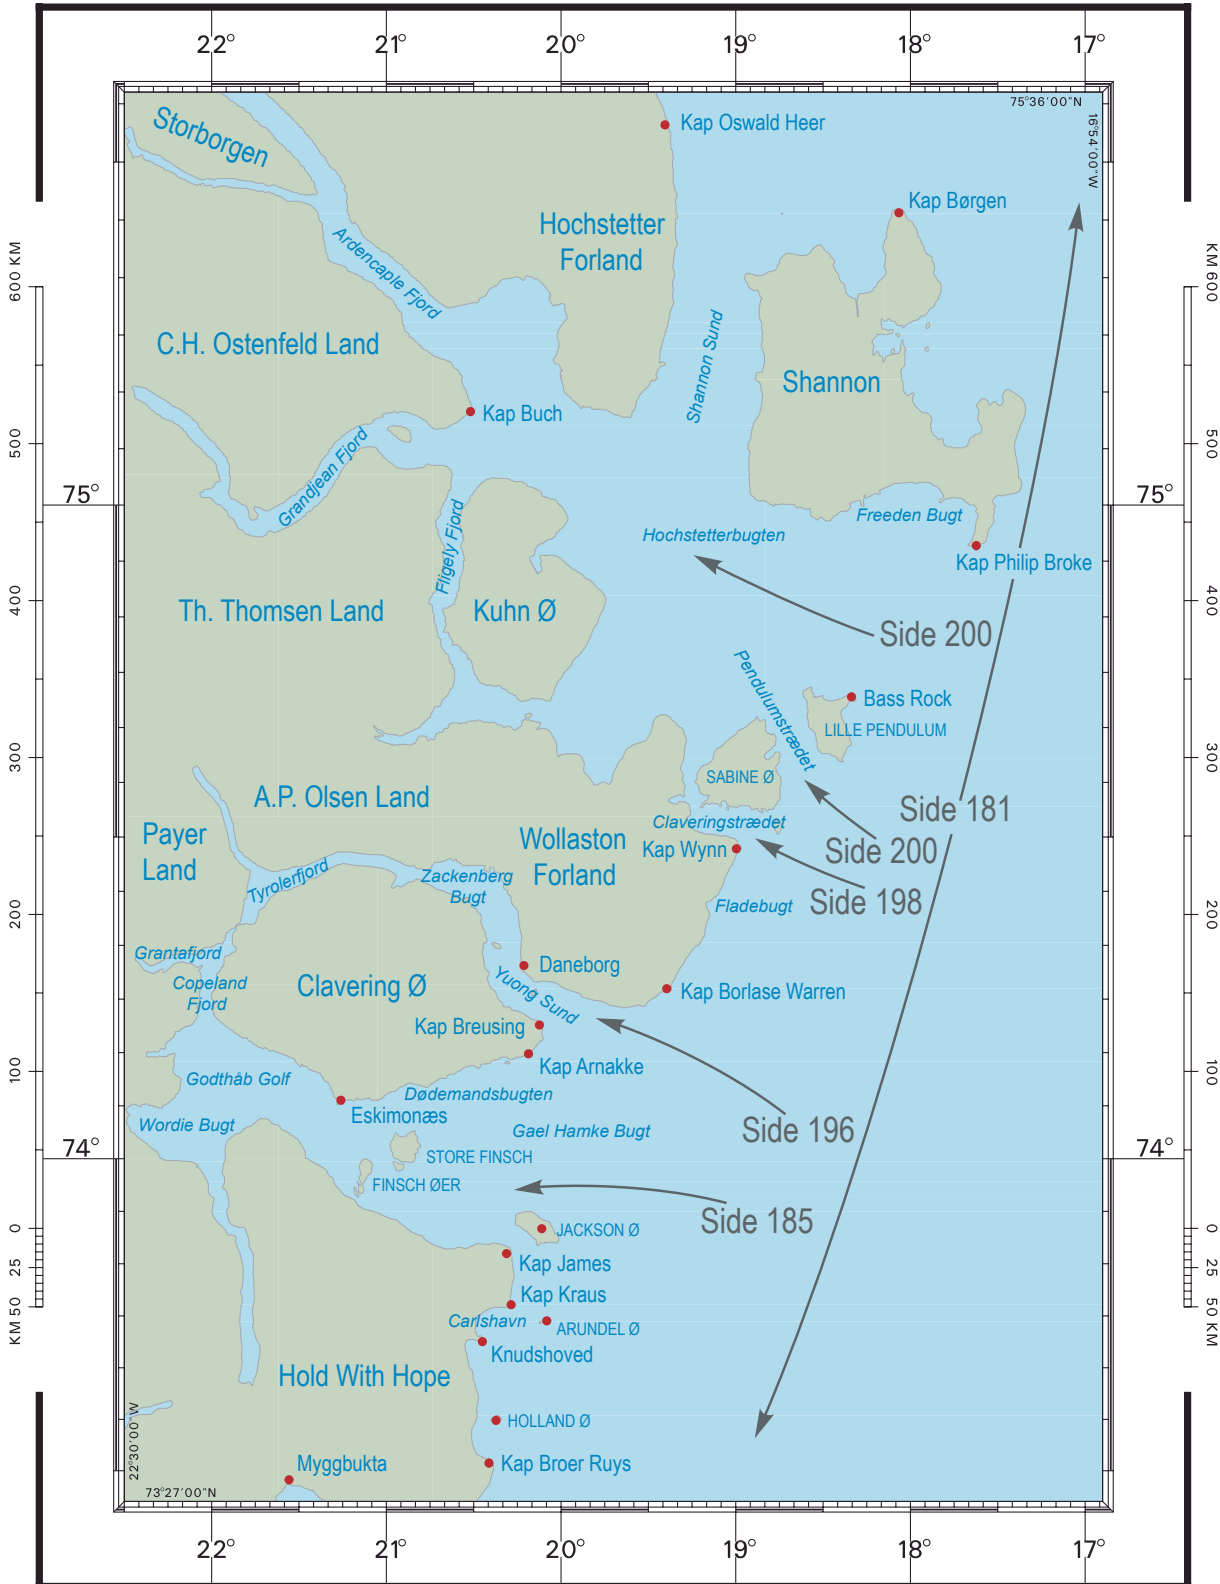 22° 21° 20° 19° 18° 17°
75°36'00"N
16°54'00"W
Storborgen
Kap Oswald Heer
Kap Børgen
Hochstetter
Forland
Ardencaple Fjord
600 KM
KM 600
C.H. Ostenfeld Land
Shannon Sund
Shannon
Kap Buch
Grandjean Fjord
500
500
75°
75°
Fligely Fjord
Freeden Bugt
Hochstetterbugten
Kap Philip Broke
400
400
Th. Thomsen Land
Kuhn Ø
Side 200
Pendulumstrædet
Bass Rock
LILLE PENDULUM
300
300
SABINE Ø
A.P. Olsen Land
Side 181
Claveringstrædet
Payer
Land
Wollaston
Forland
Kap Wynn
Side 200
Tyrolerfjord
Zackenberg
Bugt
Side 198
Fladebugt
200
200
Grantafjord
Daneborg
Copeland
Fjord
Clavering Ø
Yuong Sund
Kap Borlase Warren
Kap Breusing
Kap Arnakke
100
100
Godthåb Golf
Dødemandsbugten
Eskimonæs
Wordie Bugt
Gael Hamke Bugt
Side 196
74°
74°
STORE FINSCH
FINSCH ØER
Side 185
0
0
JACKSON Ø
Kap James
25
25
Kap Kraus
KM 50
50 KM
Carlshavn
ARUNDEL Ø
Knudshoved
Hold With Hope
HOLLAND Ø
22°30'00"W
Myggbukta
Kap Broer Ruys
73°27'00"N
22° 21° 20° 19° 18° 17°